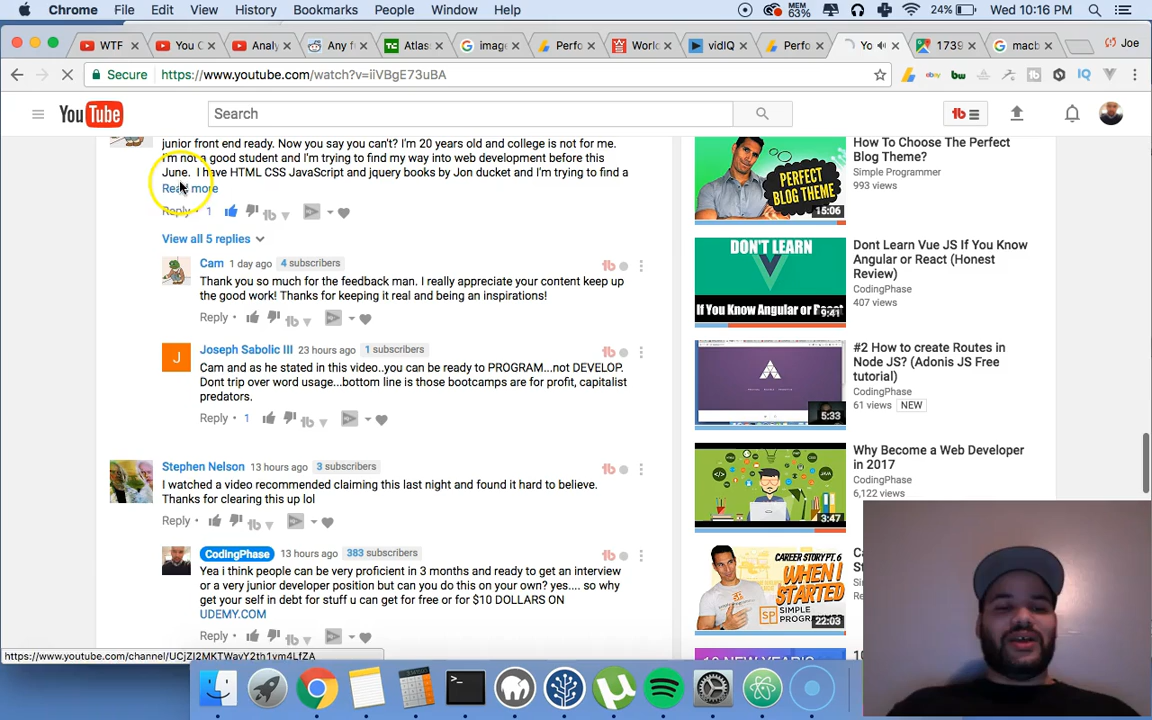 Chrome File Edit View History Bookmarks People Window Help
MEM 63% 24% Wed 10:16 PM
WTF You C Analy Any f Atlas image Perfo World vidIQ Perfo Yo 1739 macb Joe
Secure https://www.youtube.com/watch?v=iiVBgE73uBA
YouTube Search
junior front end ready. Now you say you can't? I'm 20 years old and college is not for me.
I'm not a good student and I'm trying to find my way into web development before this
June. I have HTML CSS JavaScript and jquery books by Jon ducket and I'm trying to find a
Read more
Reply 1
View all 5 replies
Cam 1 day ago 4 subscribers
Thank you so much for the feedback man. I really appreciate your content keep up
the good work! Thanks for keeping it real and being an inspirations!
Reply
J
Joseph Sabolic III 23 hours ago 1 subscribers
Cam and as he stated in this video..you can be ready to PROGRAM...not DEVELOP.
Dont trip over word usage...bottom line is those bootcamps are for profit, capitalist
predators.
Reply 1
Stephen Nelson 13 hours ago 3 subscribers
I watched a video recommended claiming this last night and found it hard to believe.
Thanks for clearing this up lol
Reply
CodingPhase 13 hours ago 383 subscribers
Yea i think people can be very proficient in 3 months and ready to get an interview
or a very junior developer position but can you do this on your own? yes.... so why
get your self in debt for stuff u can get for free or for $10 DOLLARS ON
UDEMY.COM
Reply
https://www.youtube.com/channel/UCjZI2MKTWayY2th1vm4LfZA
PERFECT
BLOG THEME
15:06
How To Choose The Perfect
Blog Theme?
Simple Programmer
993 views
DON'T LEARN
If You Know Angular or React
9:41
Dont Learn Vue JS If You Know
Angular or React (Honest
Review)
CodingPhase
407 views
5:33
#2 How to create Routes in
Node JS? (Adonis JS Free
tutorial)
CodingPhase
61 views NEW
3:47
Why Become a Web Developer
in 2017
CodingPhase
6,122 views
CAREER STORY PT. 6
WHEN I
STARTED
SP SIMPLE
22:03